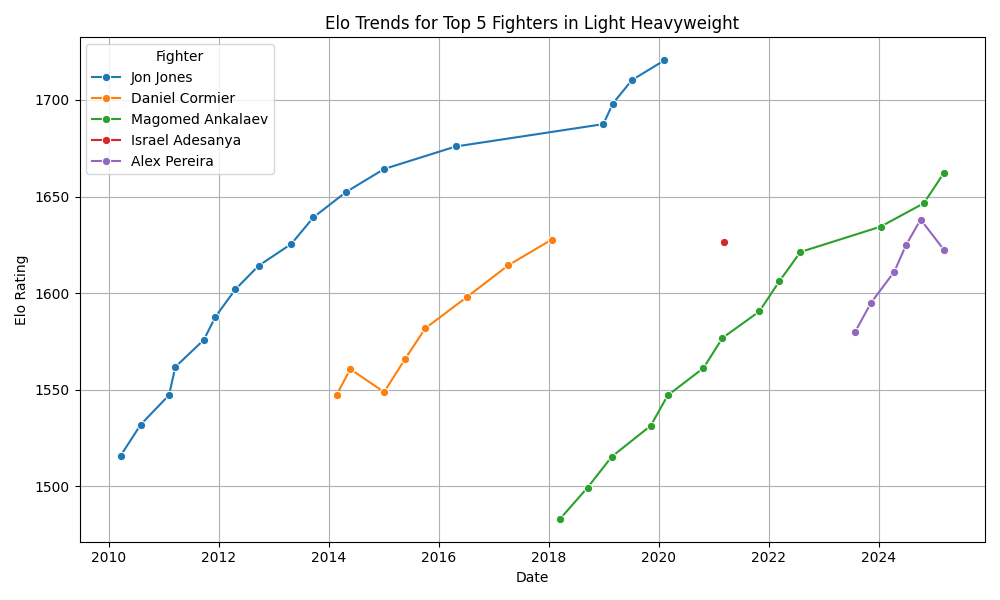 Elo Trends for Top 5 Fighters in Light Heavyweight
Fighter
Jon Jones
Daniel Cormier
Magomed Ankalaev
Israel Adesanya
Alex Pereira
Elo Rating
1700
1650
1600
1550
1500
2010 2012 2014 2016 2018 2020 2022 2024
Date